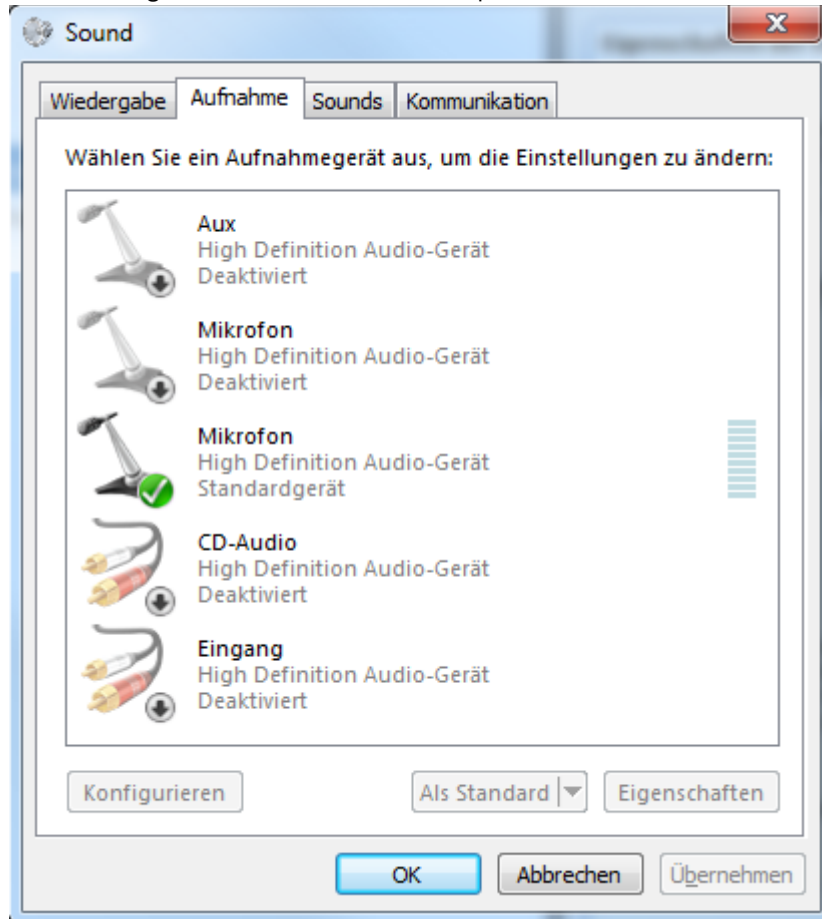 Sound
Wiedergabe Aufnahme Sounds Kommunikation
Wählen Sie ein Aufnahmegerät aus, um die Einstellungen zu ändern:
Aux
High Definition Audio-Gerät
Deaktiviert
Mikrofon
High Definition Audio-Gerät
Deaktiviert
Mikrofon
High Definition Audio-Gerät
Standardgerät
CD-Audio
High Definition Audio-Gerät
Deaktiviert
Eingang
High Definition Audio-Gerät
Deaktiviert
Konfigurieren Als Standard Eigenschaften
OK Abbrechen Übernehmen